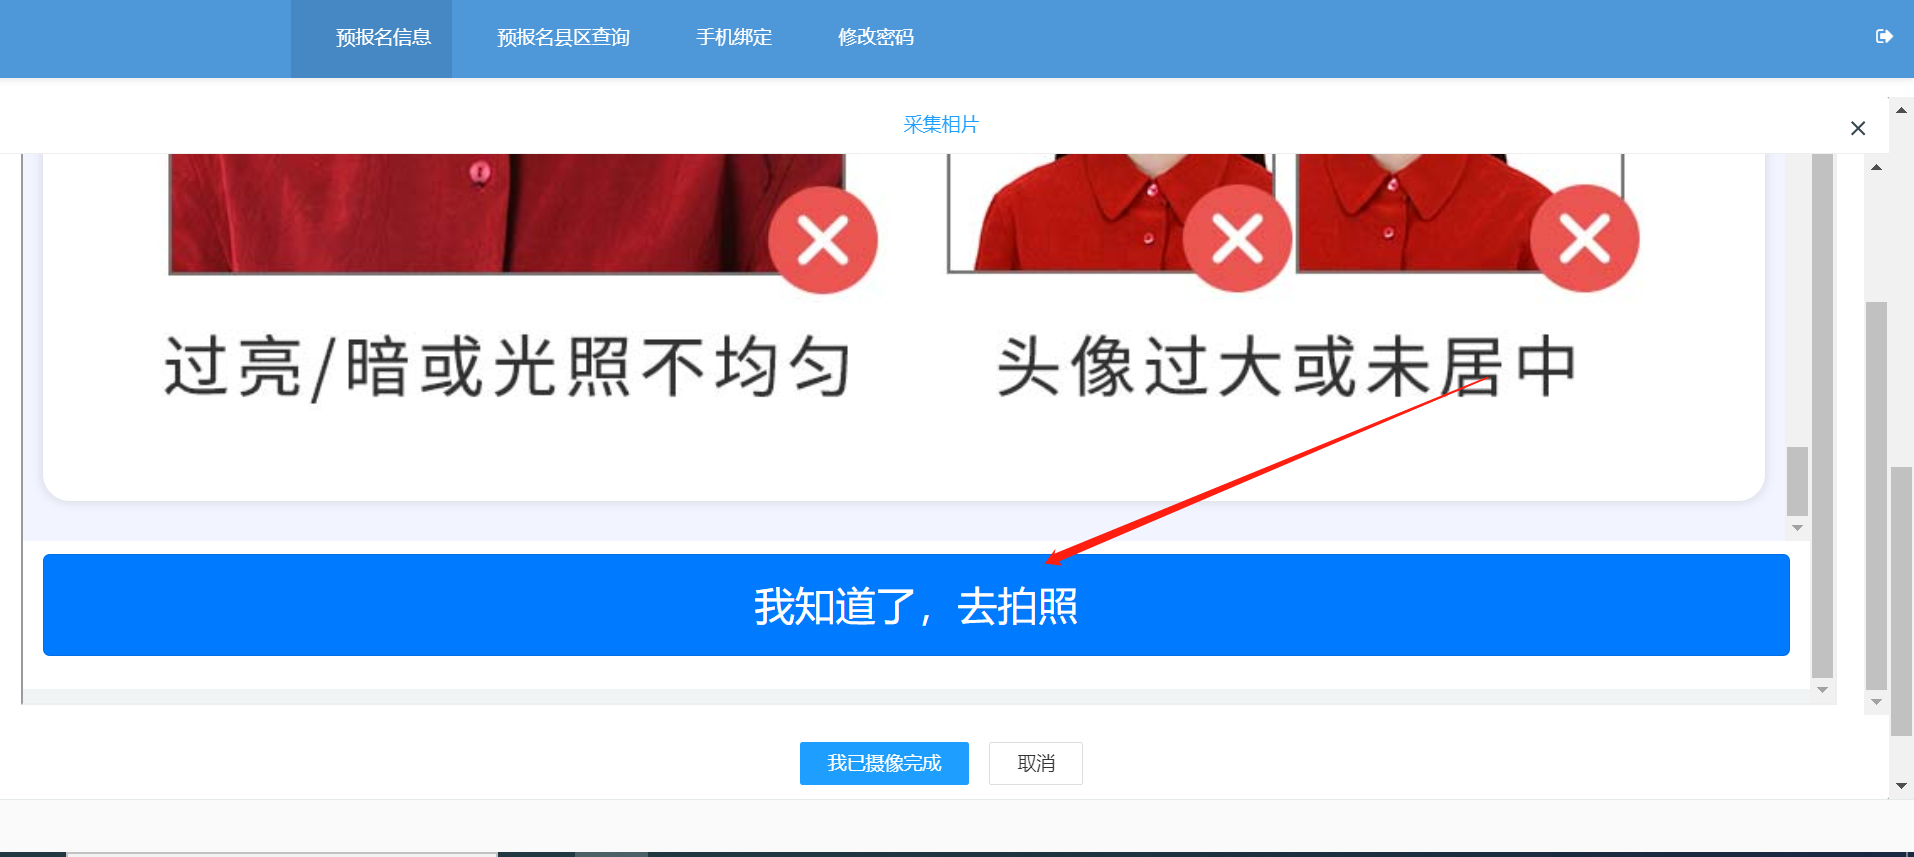 预报名信息
预报名县区查询
手机绑定
修改密码
采集相片
过亮/暗或光照不均匀
头像过大或未居中
我知道了，去拍照
我已摄像完成
取消